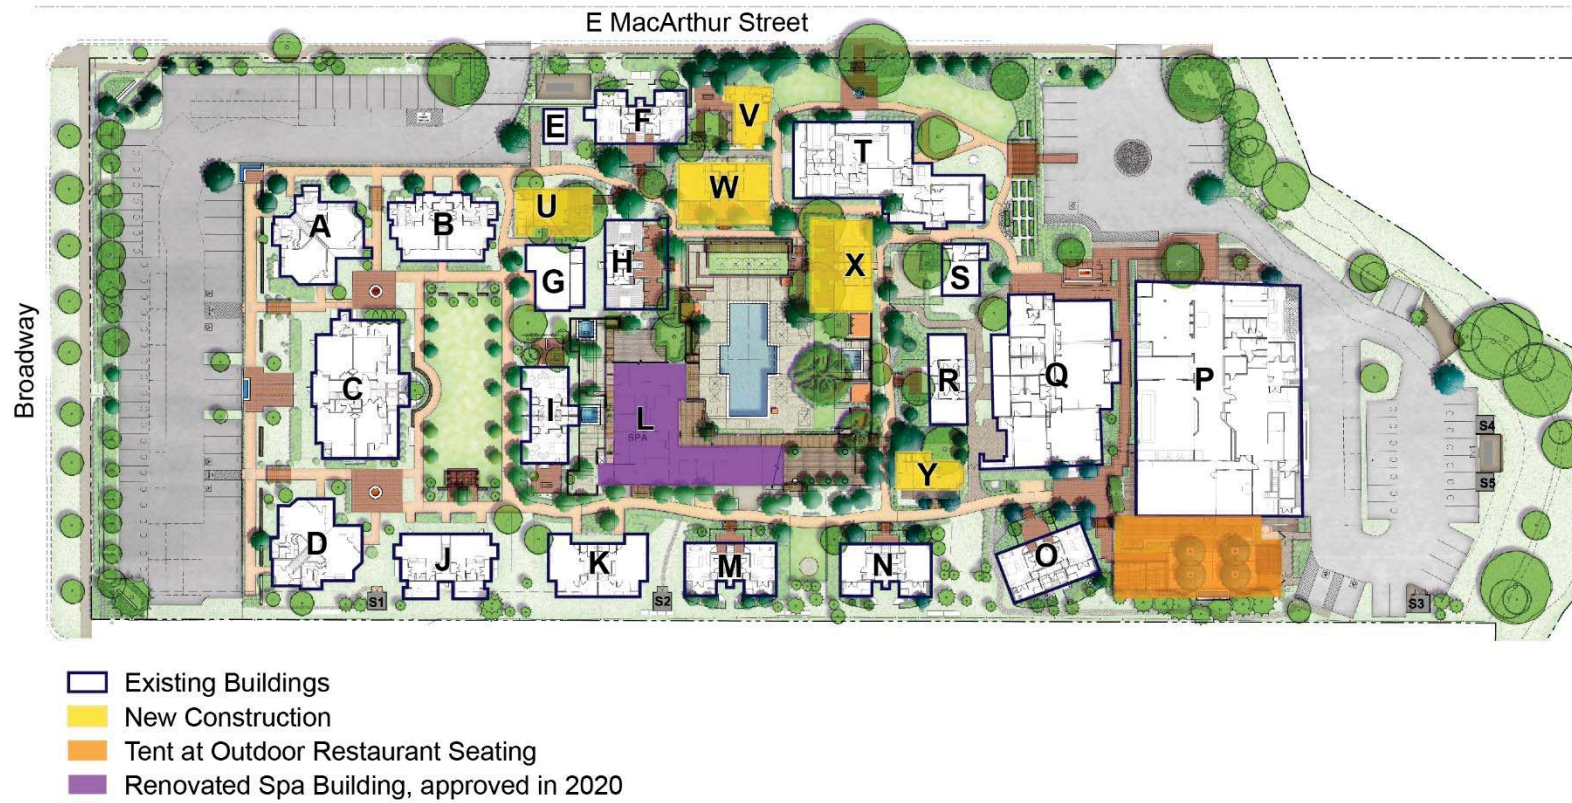 E MacArthur Street
V
E
F
T
W
A
B
U
H
X
S
G
Broadway
C
I
L
SPA
R
Q
P
S4
Y
S5
D
J
K
M
N
O
S1
S2
S3
Existing Buildings
New Construction
Tent at Outdoor Restaurant Seating
Renovated Spa Building, approved in 2020